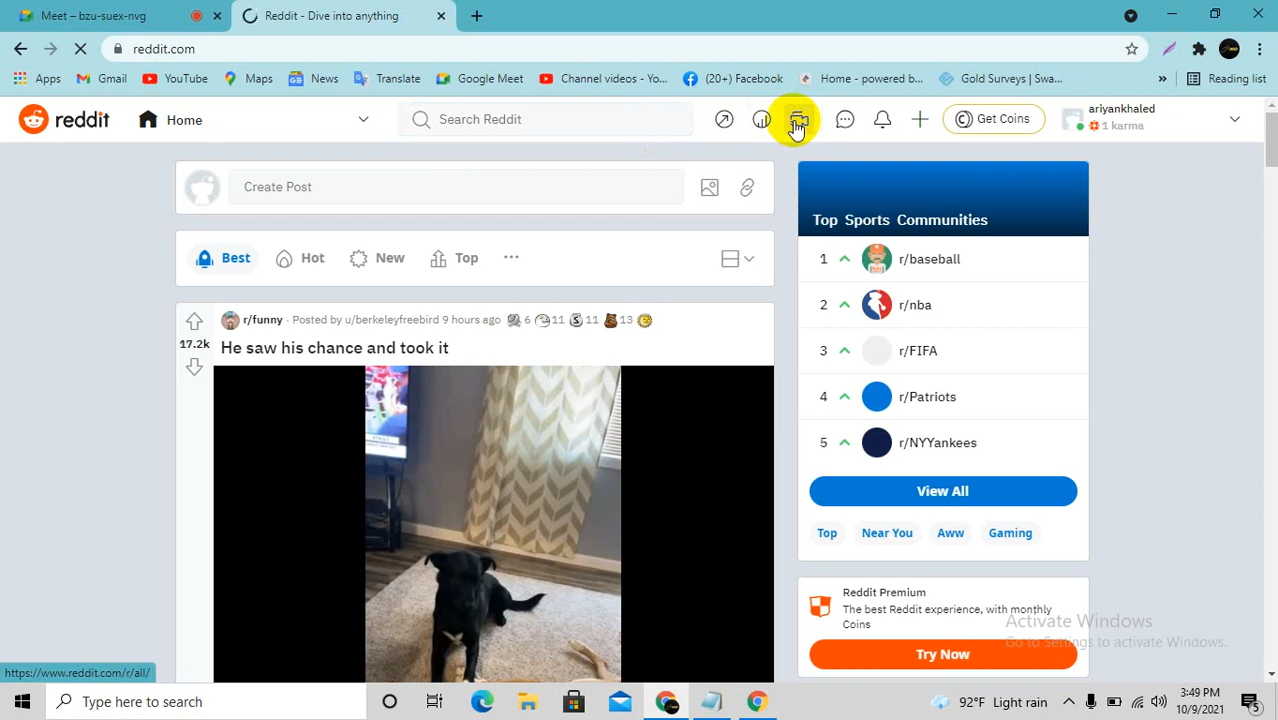 Meet – bzu-suex-nvg
Reddit - Dive into anything
reddit.com
Apps
Gmail
YouTube
Maps
News
Translate
Google Meet
Channel videos - Yo...
(20+) Facebook
Home - powered b...
Gold Surveys | Swa...
»
Reading list
reddit
Home
Search Reddit
Get Coins
ariyankhaled
1 karma
Create Post
Top Sports Communities
Best
Hot
New
Top
1 r/baseball
2 r/nba
3 r/FIFA
4 r/Patriots
5 r/NYYankees
r/funny · Posted by u/berkeleyfreebird 9 hours ago 6 11 11 13
17.2k
He saw his chance and took it
View All
Top
Near You
Aww
Gaming
Reddit Premium
The best Reddit experience, with monthly
Coins
Try Now
Activate Windows
Go to Settings to activate Windows.
https://www.reddit.com/r/all/
Type here to search
92°F Light rain
3:49 PM
10/9/2021
5